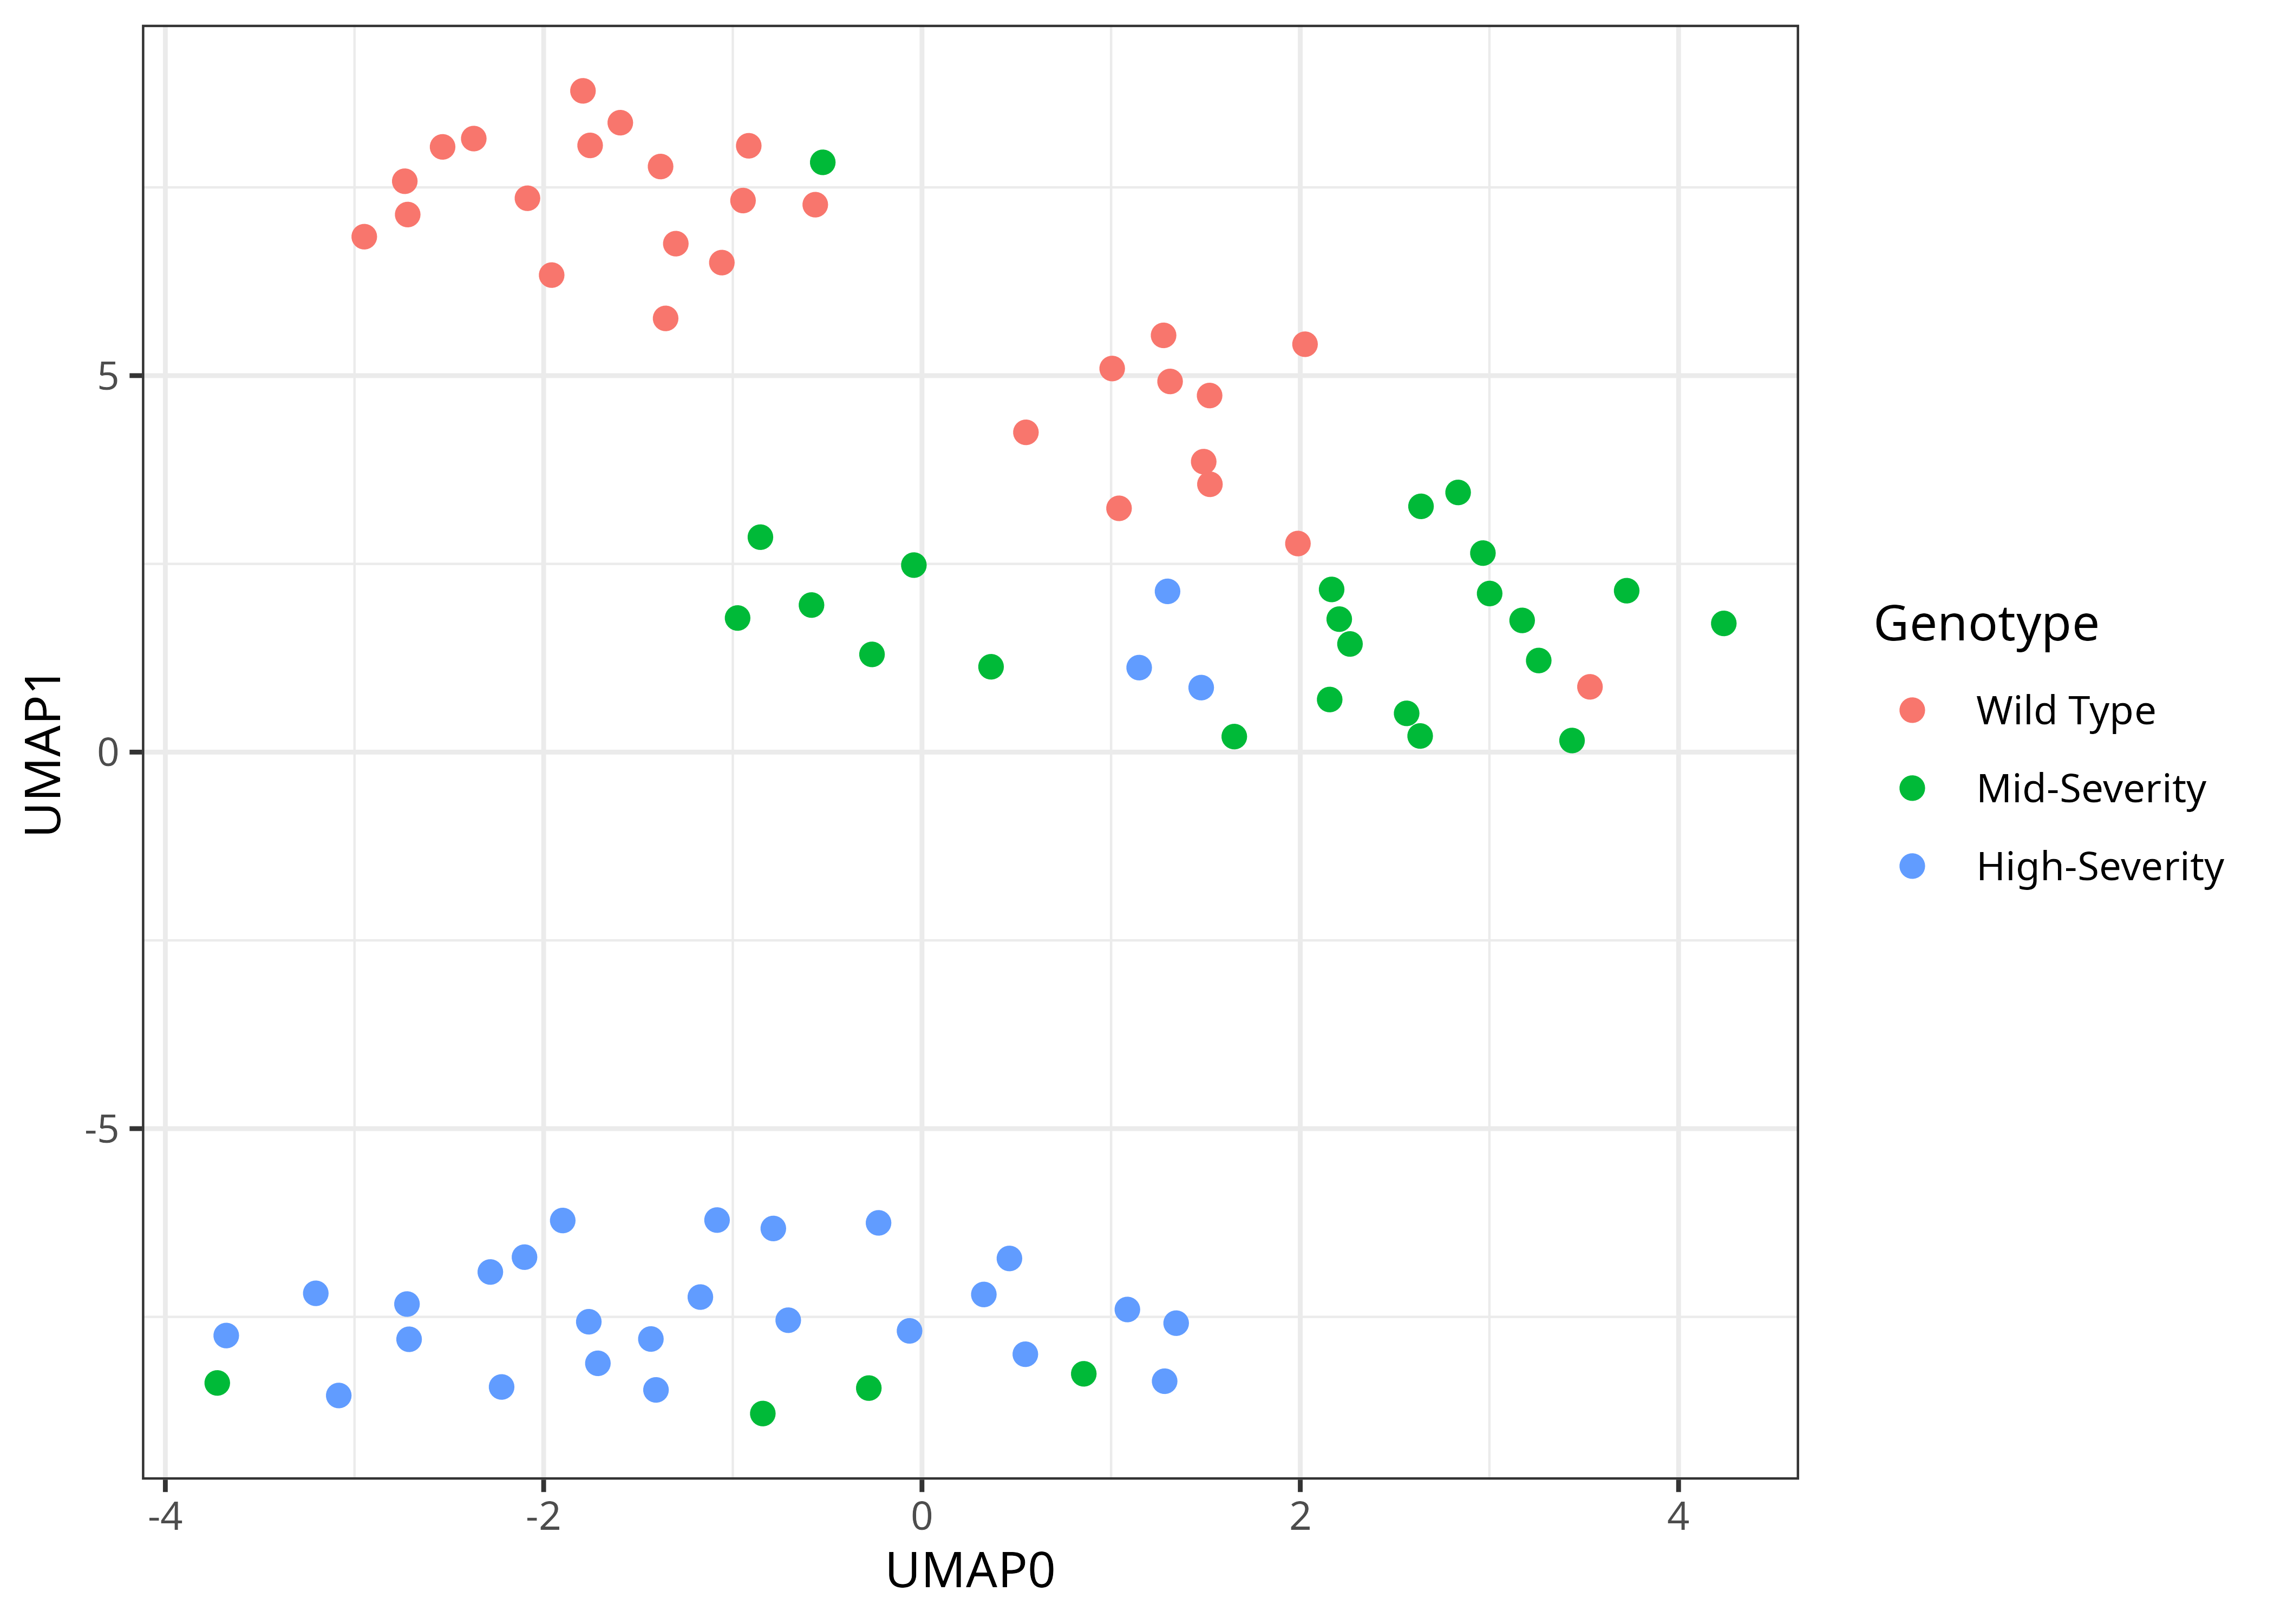 5
0
-5
UMAP1
-4 -2 0 2 4
UMAP0
Genotype
Wild Type
Mid-Severity
High-Severity